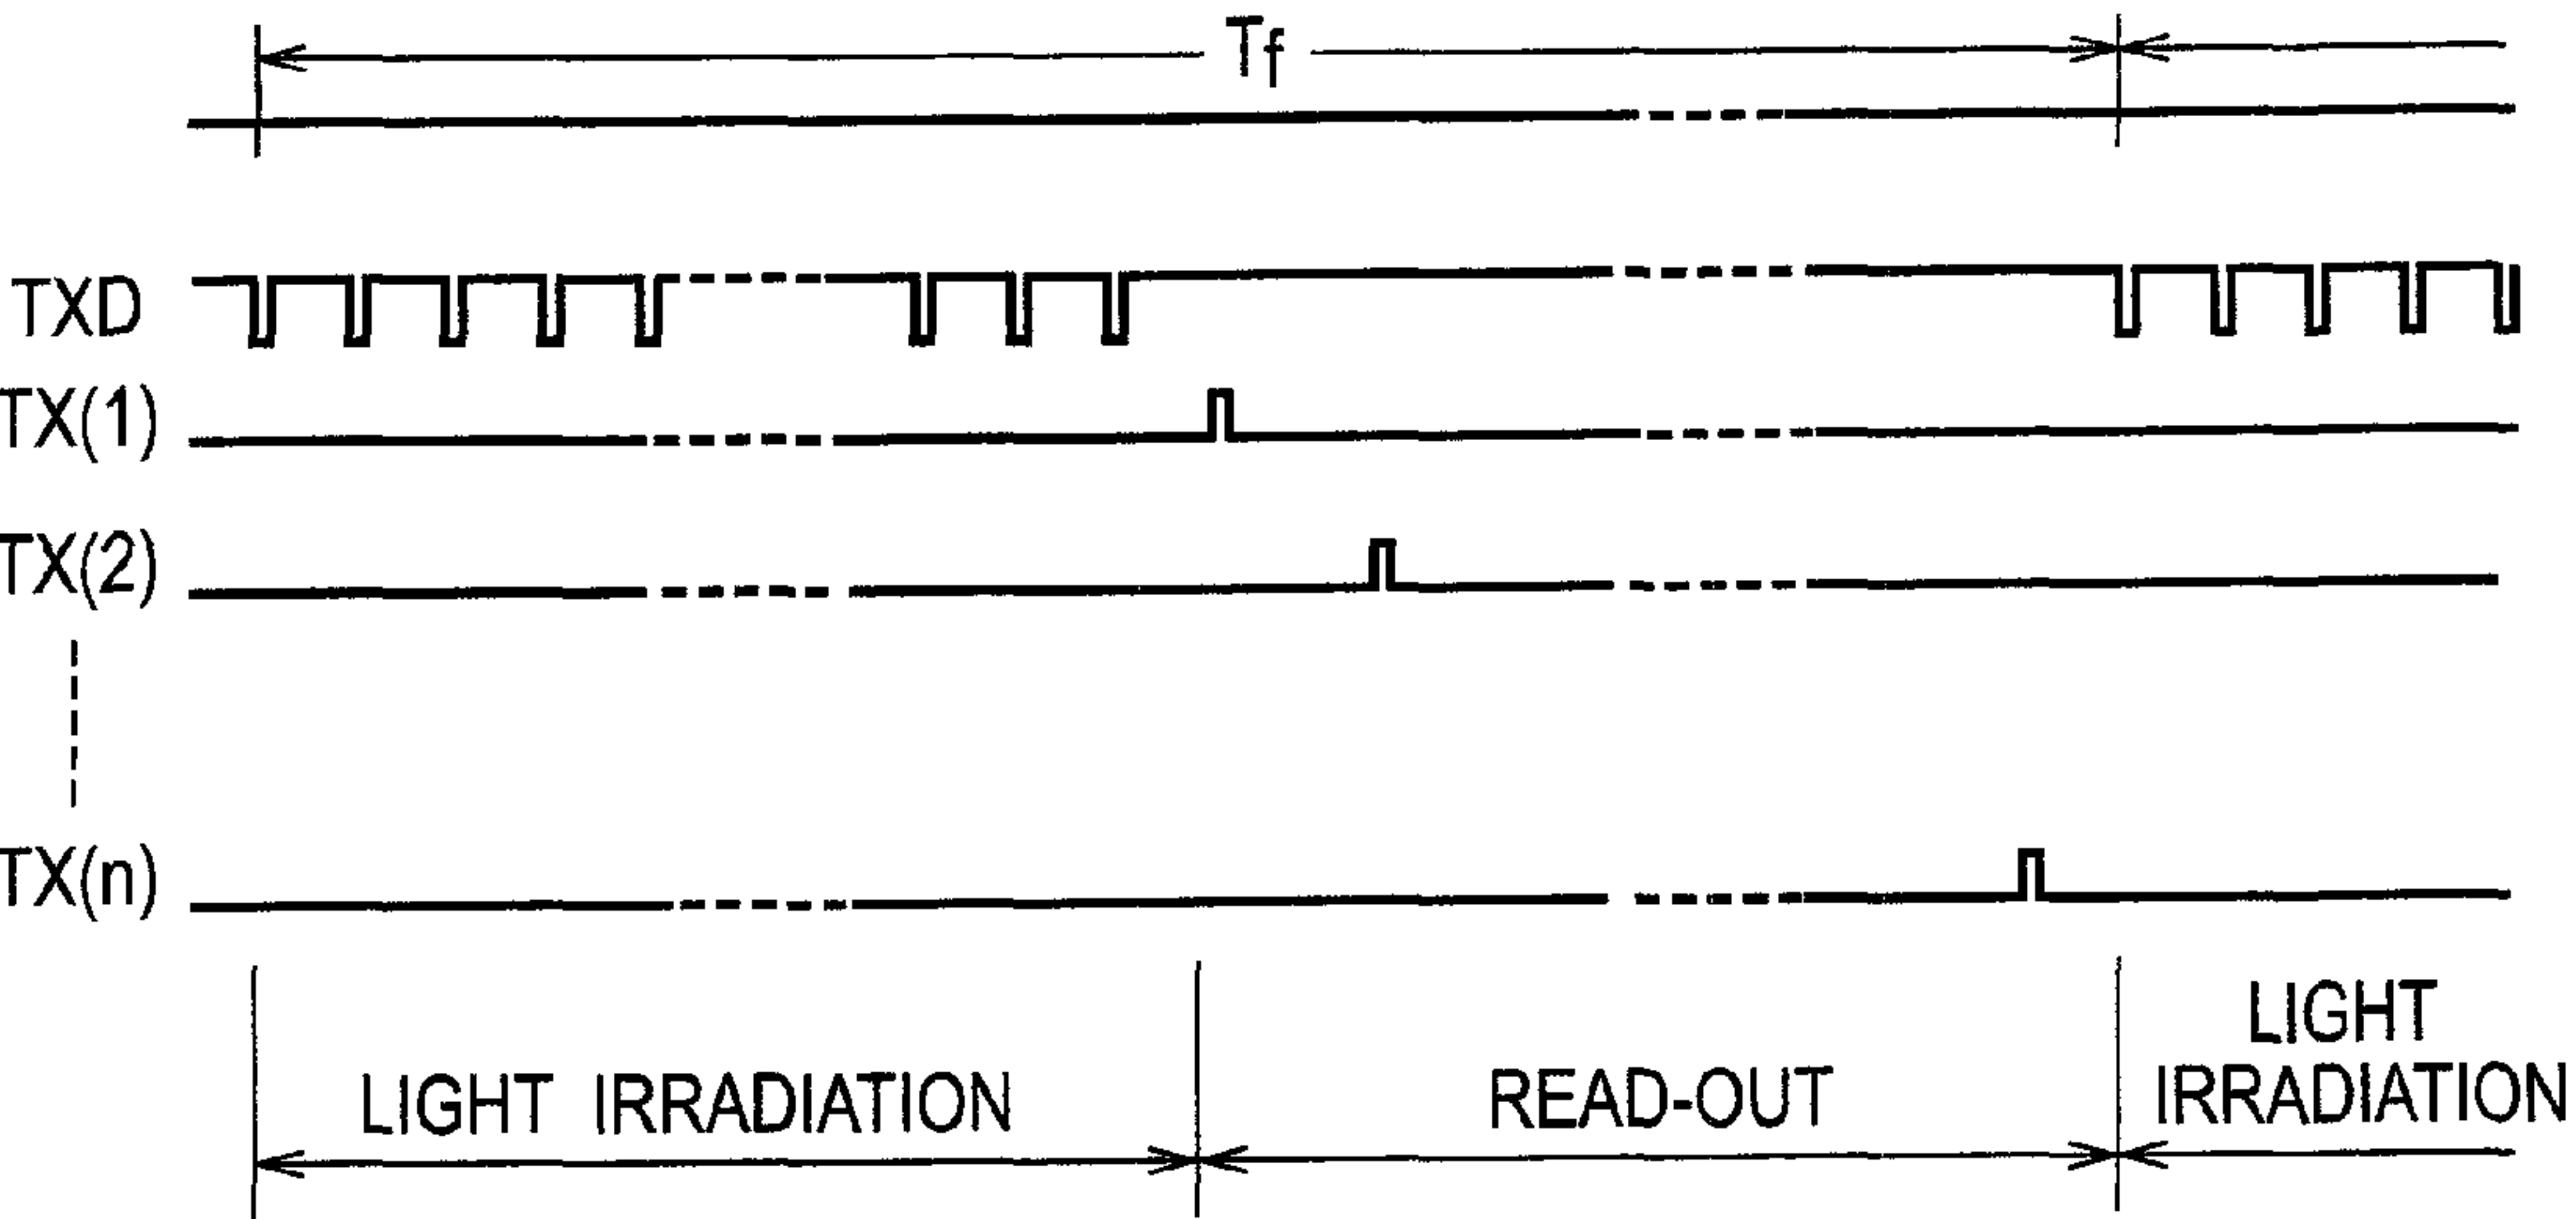 Tf
TXD
TX(1)
TX(2)
TX(n)
LIGHT IRRADIATION
READ-OUT
LIGHT
IRRADIATION